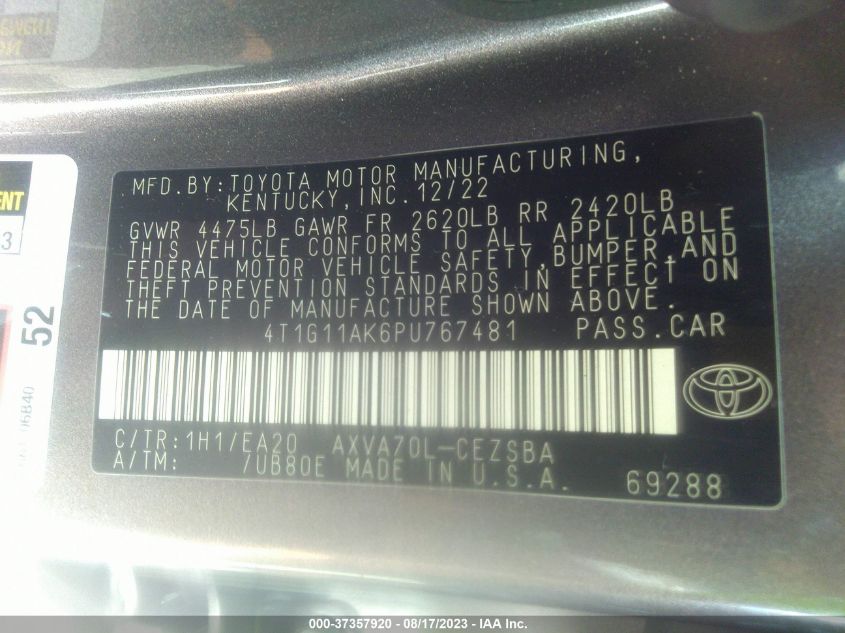 MFD.BY:TOYOTA MOTOR MANUFACTURING,
KENTUCKY, INC. 12/22
GVWR 4475LB GAWR FR 2620LB RR 2420LB
THIS VEHICLE CONFORMS TO ALL APPLICABLE
FEDERAL MOTOR VEHICLE SAFETY,BUMPER,AND
THEFT PREVENTION STANDARDS IN EFFECT ON
THE DATE OF MANUFACTURE SHOWN ABOVE.
4T1G11AK6PU767481 PASS.CAR
C/TR:1H1/EA20 AXVA70L-CEZSBA
A/TM: /UB80E MADE IN U.S.A.
69288
52
000-37357920 - 08/17/2023 - IAA Inc.